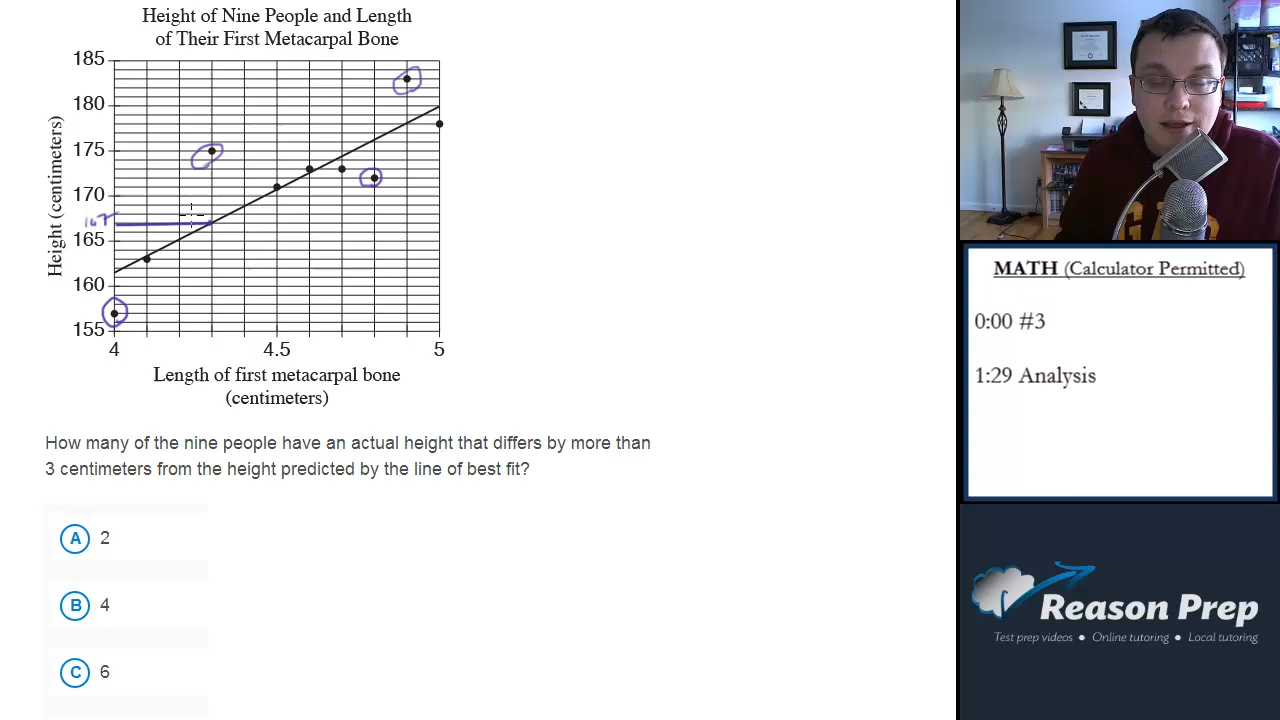 Height of Nine People and Length
of Their First Metacarpal Bone
185
180
175
170
167
165
160
155
Height (centimeters)
4
4.5
5
Length of first metacarpal bone
(centimeters)
How many of the nine people have an actual height that differs by more than
3 centimeters from the height predicted by the line of best fit?
A 2
B 4
C 6
MATH (Calculator Permitted)
0:00 #3
1:29 Analysis
Reason Prep
Test prep videos ● Online tutoring ● Local tutoring